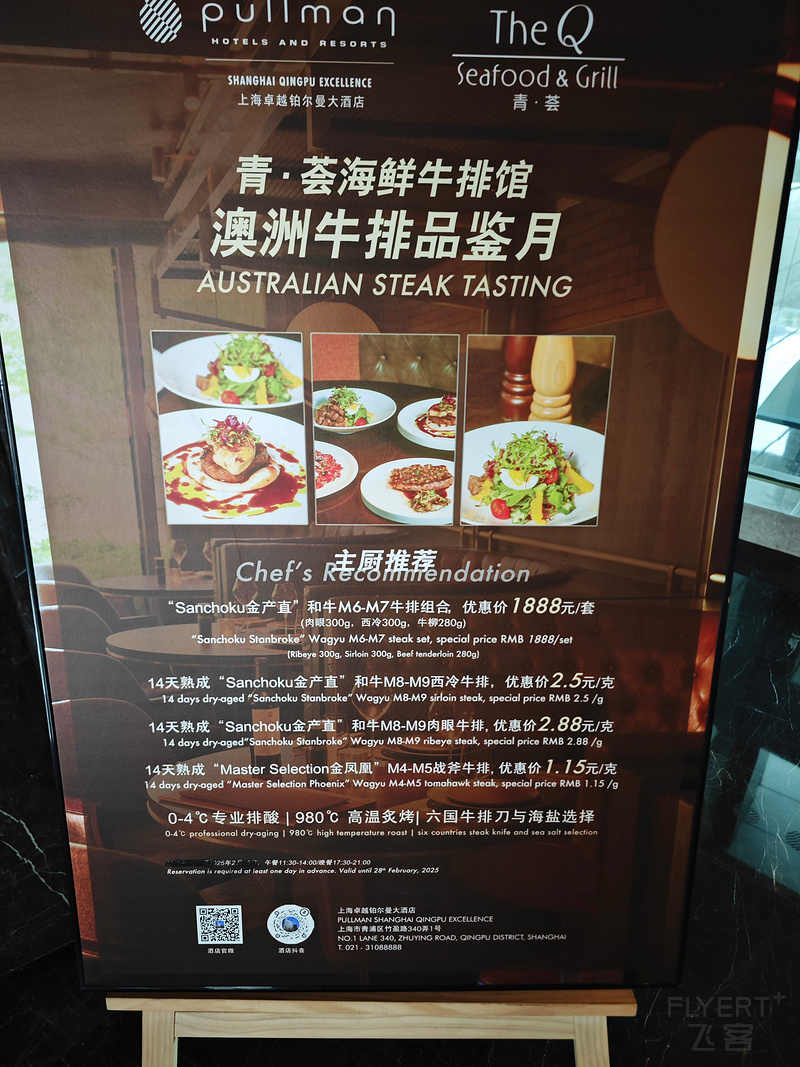 pullman
HOTELS AND RESORTS
SHANGHAI QINGPU EXCELLENCE
上海卓越铂尔曼大酒店
The Q
Seafood & Grill
青·荟
青·荟海鲜牛排馆
澳洲牛排品鉴月
AUSTRALIAN STEAK TASTING
主厨推荐
Chef's Recommendation
“Sanchoku金产直”和牛M6-M7牛排组合, 优惠价1888元/套
(肉眼300g，西冷300g，牛柳280g)
“Sanchoku Stanbroke” Wagyu M6-M7 steak set, special price RMB 1888/set
(Ribeye 300g, Sirloin 300g, Beef tenderloin 280g)
14天熟成“Sanchoku金产直”和牛M8-M9西冷牛排，优惠价2.5元/克
14 days dry-aged “Sanchoku Stanbroke” Wagyu M8-M9 sirloin steak, special price RMB 2.5 /g
14天熟成“Sanchoku金产直”和牛M8-M9肉眼牛排, 优惠价2.88元/克
14 days dry-aged“Sanchoku Stanbroke” Wagyu M8-M9 ribeye steak, special price RMB 2.88 /g
14天熟成“Master Selection金凤凰”M4-M5战斧牛排, 优惠价1.15元/克
14 days dry-aged “Master Selection Phoenix” Wagyu M4-M5 tomahawk steak, special price RMB 1.15 /g
0-4℃专业排酸 | 980℃ 高温炙烤| 六国牛排刀与海盐选择
0-4℃ professional dry-aging | 980℃ high temperature roast | six countries steak knife and sea salt selection
025年2月 午餐11:30-14:00/晚餐17:30-21:00
Reservation is required at least one day in advance. Valid until 28th February, 2025
酒店官微
酒店抖音
上海卓越铂尔曼大酒店
PULLMAN SHANGHAI QINGPU EXCELLENCE
上海市青浦区竹盈路340弄1号
NO.1 LANE 340, ZHUYING ROAD, QINGPU DISTRICT, SHANGHAI
T. 021 - 31088888
FLYERT+
飞客